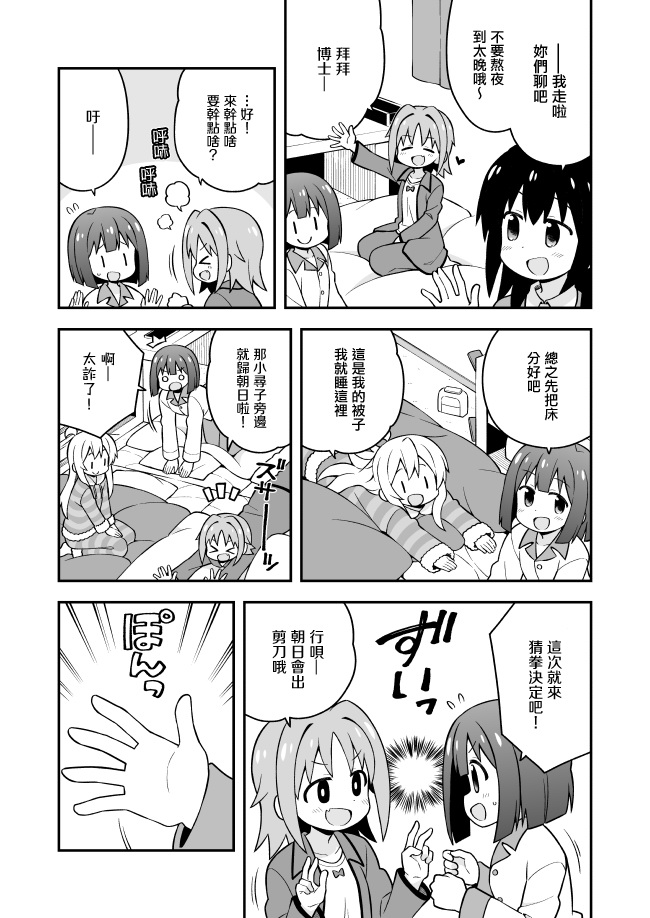 ——我走啦
妳們聊吧
不要熬夜
到太晚哦～
拜拜
博士—
…好！
來幹點啥
要幹點啥？
呼哧
呼哧
吁
—
總之先把床
分好吧
這是我的被子
我就睡這裡
那小尋子旁邊
就歸朝日啦！
ズサーーッ
啊—
太詐了！
這次就來
猜拳決定吧！
ずいっ
行唄—
朝日會出
剪刀哦
ぽんっ